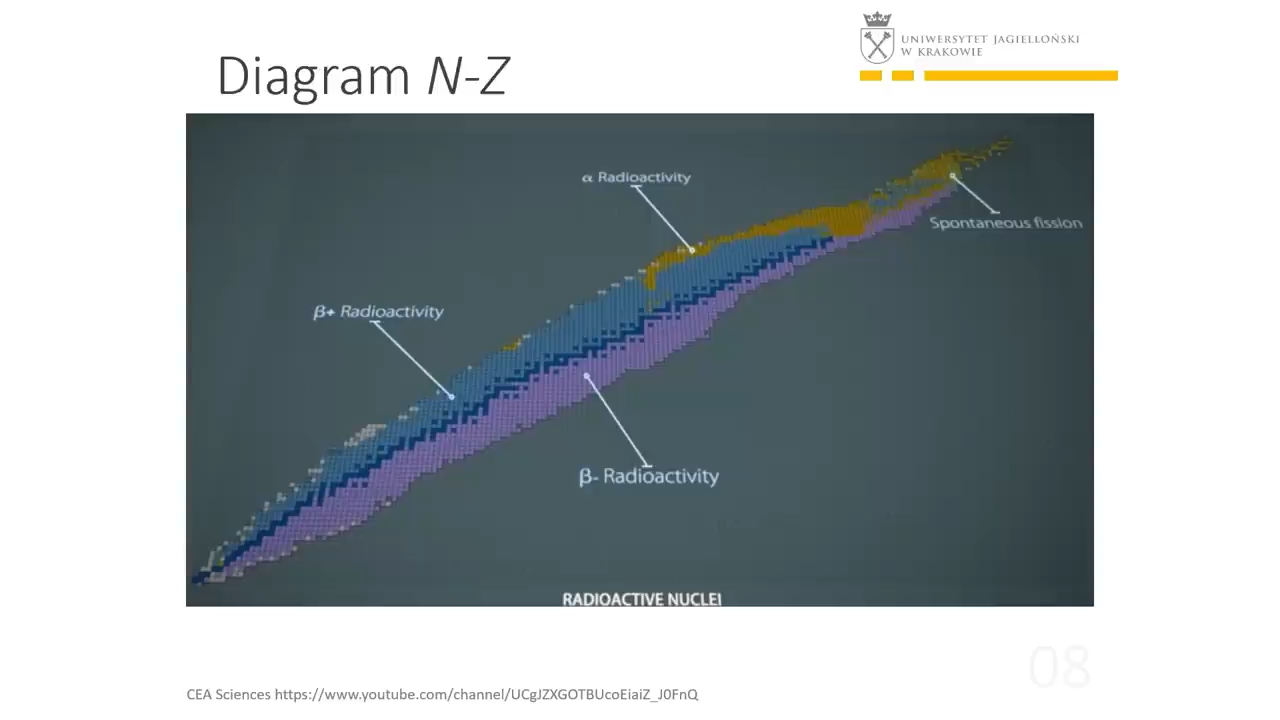 UNIWERSYTET JAGIELLOŃSKI
W KRAKOWIE
Diagram N-Z
α Radioactivity
Spontaneous fission
β+ Radioactivity
β- Radioactivity
RADIOACTIVE NUCLEI
08
CEA Sciences https://www.youtube.com/channel/UCgJZXGOTBUcoEiaiZ_J0FnQ